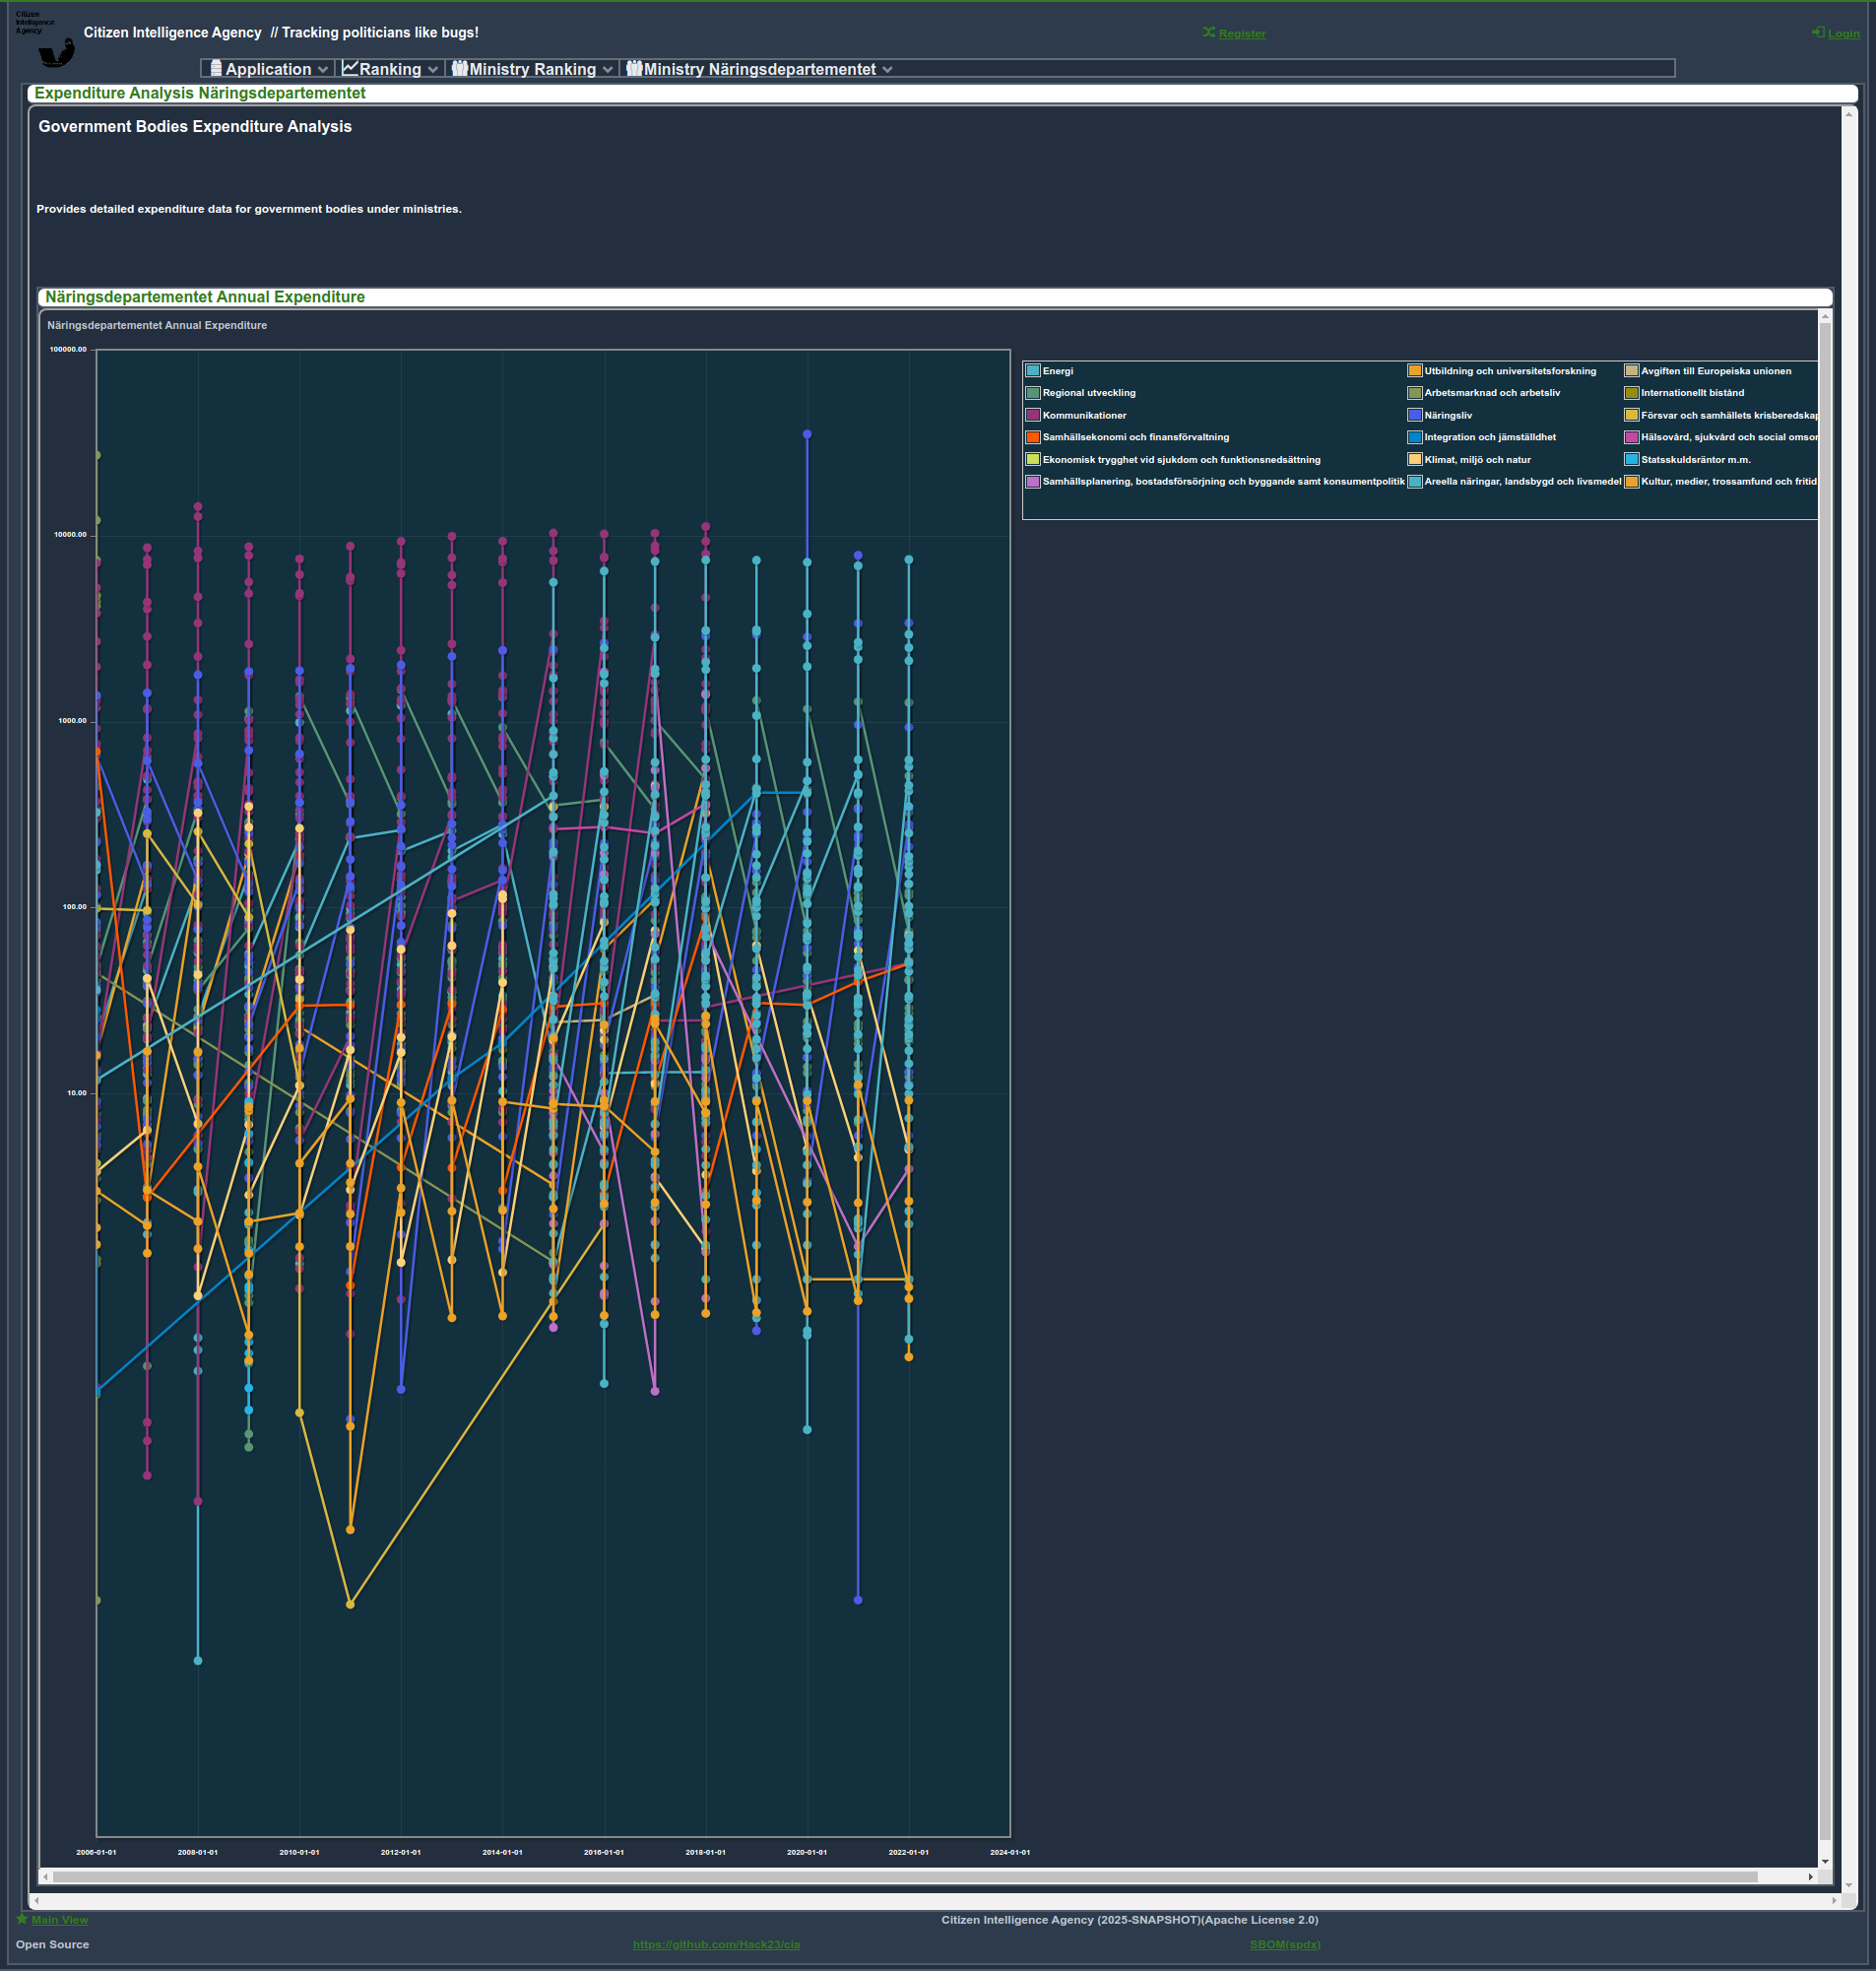 Citizen
Intelligence
Agency
Citizen Intelligence Agency // Tracking politicians like bugs!
Register
Login
Application
Ranking
Ministry Ranking
Ministry Näringsdepartementet
Expenditure Analysis Näringsdepartementet
Government Bodies Expenditure Analysis
Provides detailed expenditure data for government bodies under ministries.
Näringsdepartementet Annual Expenditure
Näringsdepartementet Annual Expenditure
100000.00
10000.00
1000.00
100.00
10.00
10.00
2006-01-01
2008-01-01
2010-01-01
2012-01-01
2014-01-01
2016-01-01
2018-01-01
2020-01-01
2022-01-01
2024-01-01
Energi
Utbildning och universitetsforskning
Avgiften till Europeiska unionen
Regional utveckling
Arbetsmarknad och arbetsliv
Internationellt bistånd
Kommunikationer
Näringsliv
Försvar och samhällets krisberedskap
Samhällsekonomi och finansförvaltning
Integration och jämställdhet
Hälsovård, sjukvård och social omsor
Ekonomisk trygghet vid sjukdom och funktionsnedsättning
Klimat, miljö och natur
Statsskuldsräntor m.m.
Samhällsplanering, bostadsförsörjning och byggande samt konsumentpolitik
Areella näringar, landsbygd och livsmedel
Kultur, medier, trossamfund och fritid
Main View
Citizen Intelligence Agency (2025-SNAPSHOT)(Apache License 2.0)
Open Source
https://github.com/Hack23/cia
SBOM(spdx)